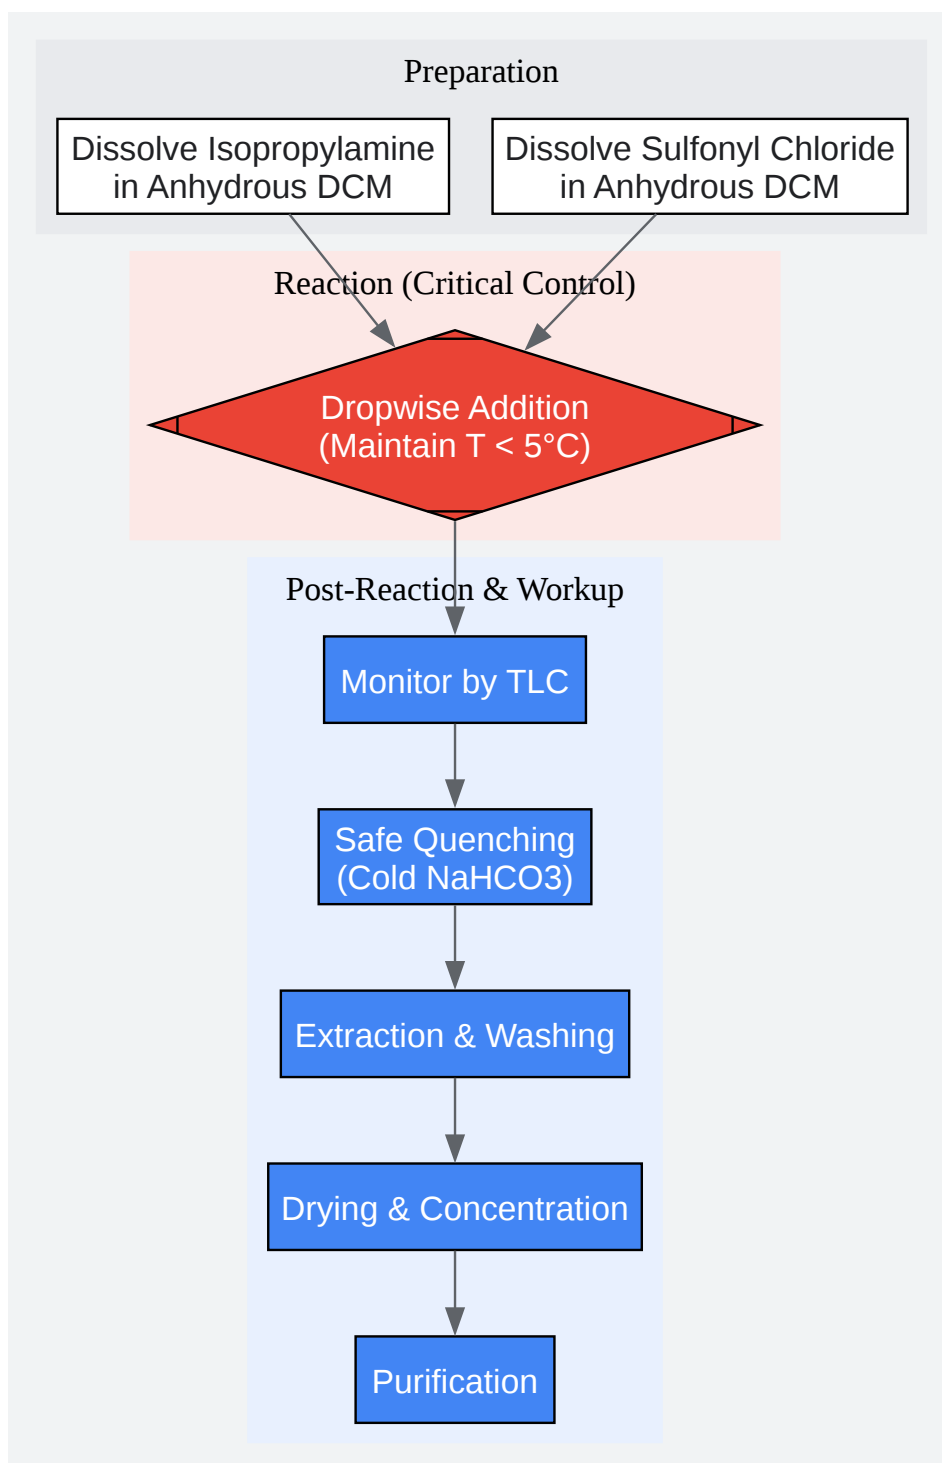 Preparation
Dissolve Isopropylamine
in Anhydrous DCM
Dissolve Sulfonyl Chloride
in Anhydrous DCM
Reaction (Critical Control)
Dropwise Addition
(Maintain T < 5°C)
Post-Reaction & Workup
Monitor by TLC
Safe Quenching
(Cold NaHCO3)
Extraction & Washing
Drying & Concentration
Purification